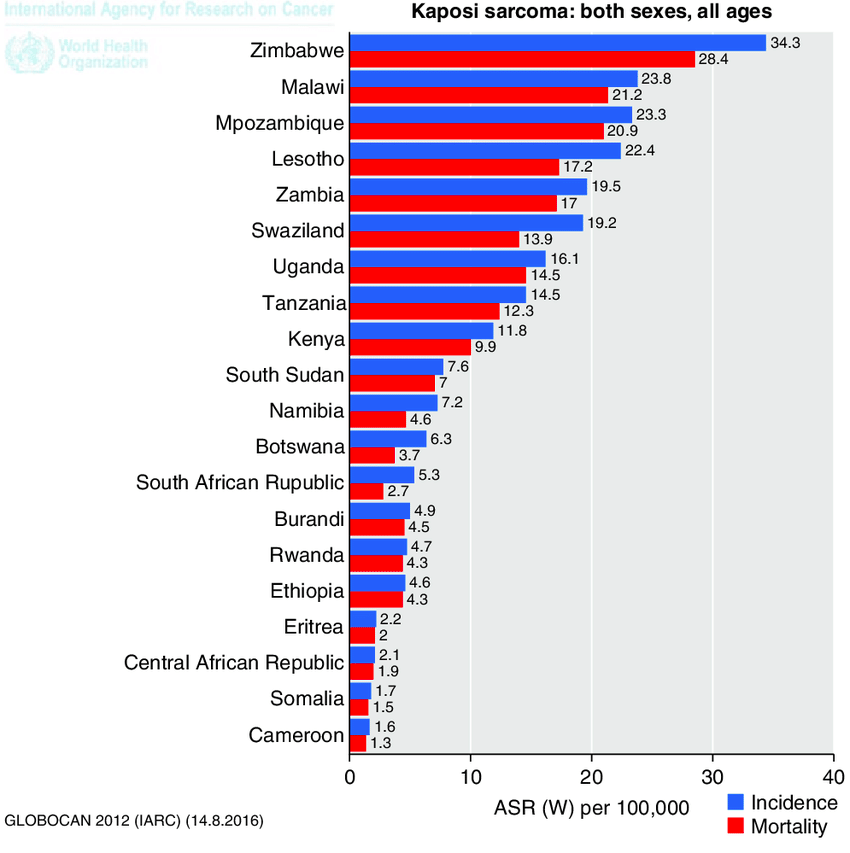 International Agency for Research on Cancer
World Health
Organization
Kaposi sarcoma: both sexes, all ages
Zimbabwe 34.3
28.4
Malawi 23.8
21.2
Mpozambique 23.3
20.9
Lesotho 22.4
17.2
Zambia 19.5
17
Swaziland 19.2
13.9
Uganda 16.1
14.5
Tanzania 14.5
12.3
Kenya 11.8
9.9
South Sudan 7.6
7
Namibia 7.2
4.6
Botswana 6.3
3.7
South African Rupublic 5.3
2.7
Burandi 4.9
4.5
Rwanda 4.7
4.3
Ethiopia 4.6
4.3
Eritrea 2.2
2
Central African Republic 2.1
1.9
Somalia 1.7
1.5
Cameroon 1.6
1.3
0 10 20 30 40
ASR (W) per 100,000
Incidence
Mortality
GLOBOCAN 2012 (IARC) (14.8.2016)